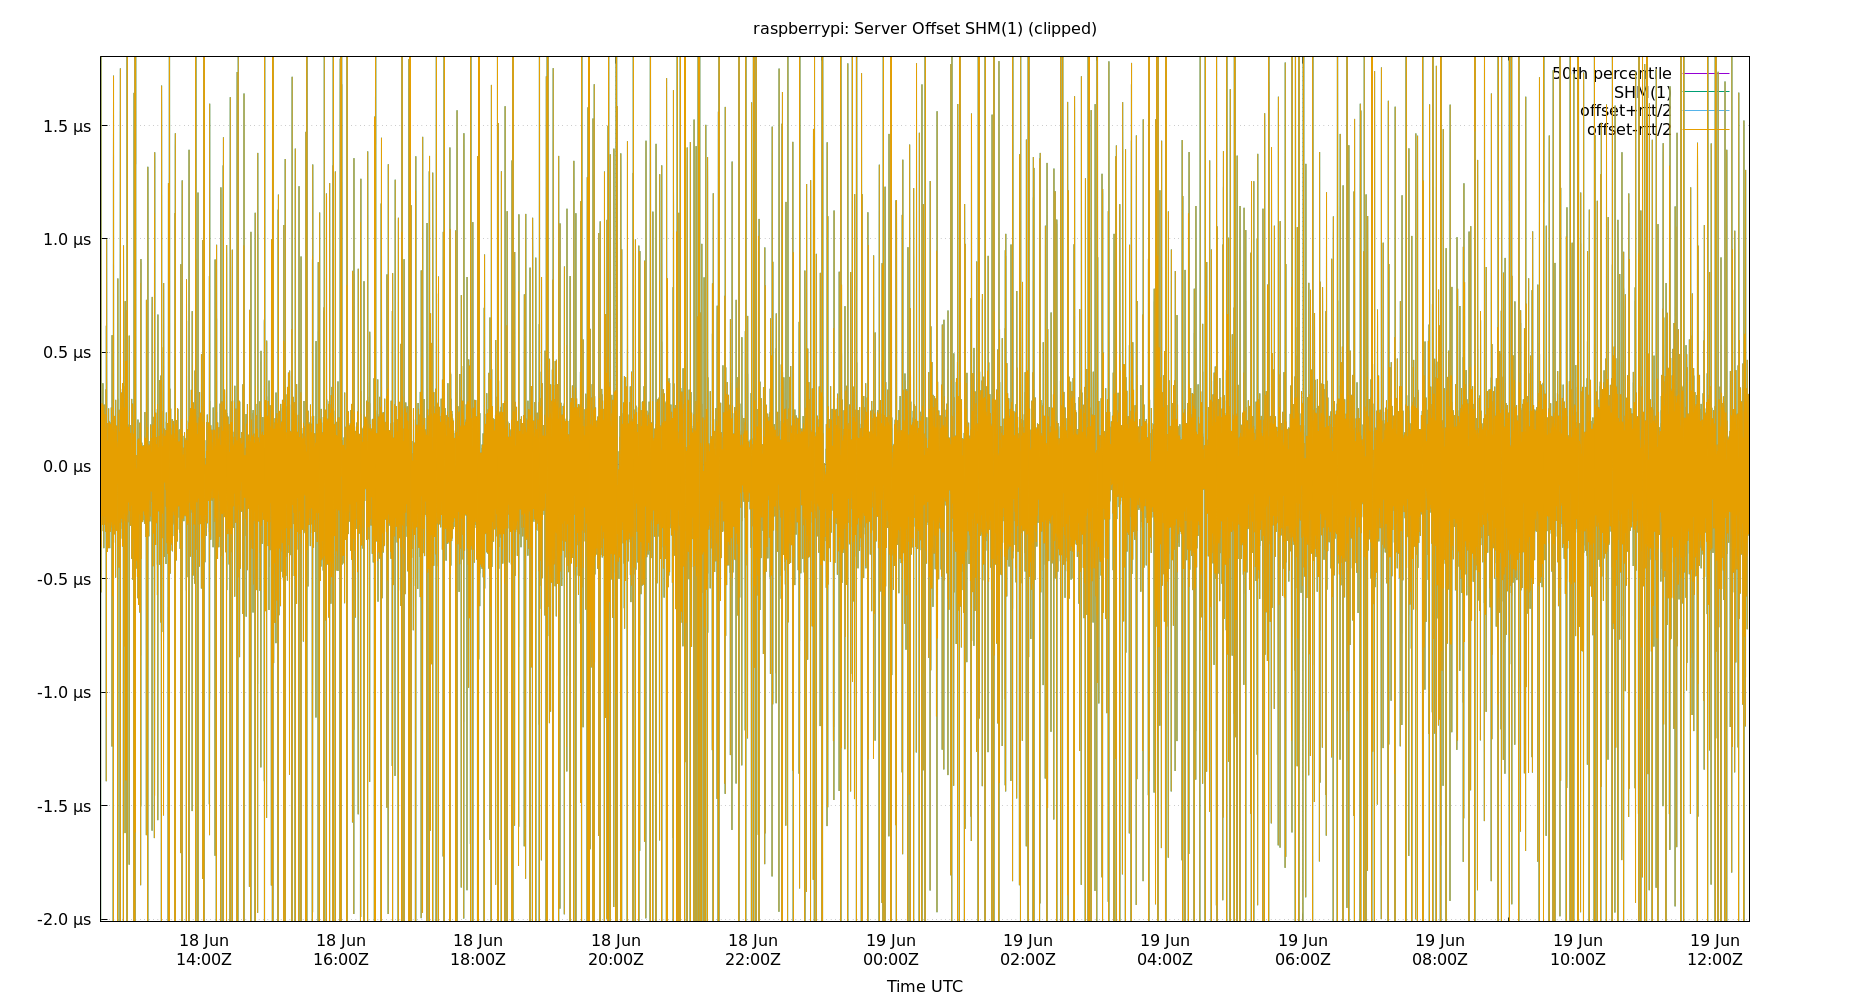 raspberrypi: Server Offset SHM(1) (clipped)
50th percentile
SHM(1)
offset+rtt/2
offset-rtt/2
1.5 µs
1.0 µs
0.5 µs
0.0 µs
-0.5 µs
-1.0 µs
-1.5 µs
-2.0 µs
18 Jun 18 Jun 18 Jun 18 Jun 18 Jun 19 Jun 19 Jun 19 Jun 19 Jun 19 Jun 19 Jun 19 Jun
14:00Z 16:00Z 18:00Z 20:00Z 22:00Z 00:00Z 02:00Z 04:00Z 06:00Z 08:00Z 10:00Z 12:00Z
Time UTC